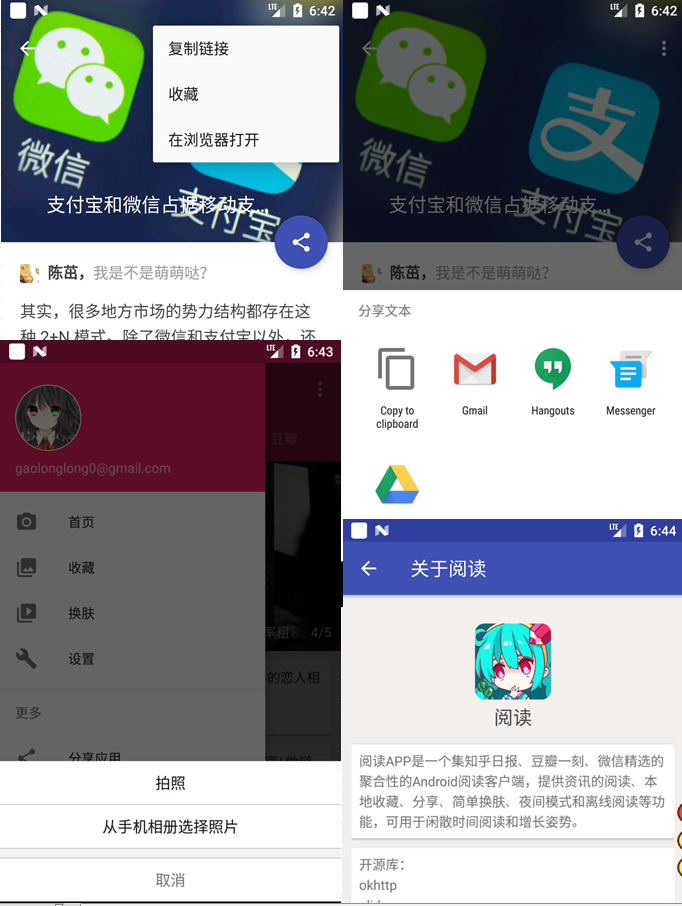 LTE 6:42
复制链接
收藏
在浏览器打开
微信
支付宝
支付宝和微信占据移动支...
陈茁，我是不是萌萌哒？
其实，很多地方市场的势力结构都存在这
种 2+N 模式。除了微信和支付宝以外，还
LTE 6:42
微信
支付宝
支付宝和微信占据移动支...
陈茁，我是不是萌萌哒？
分享文本
Copy to
clipboard
Gmail
Hangouts
Messenger
LTE 6:43
豆瓣
gaolonglong0@gmail.com
首页
收藏
换肤
设置
更多
分享应用
4/5
的恋人相
拍照
从手机相册选择照片
取消
LTE 6:44
关于阅读
阅读
阅读APP是一个集知乎日报、豆瓣一刻、微信精选的
聚合性的Android阅读客户端，提供资讯的阅读、本
地收藏、分享、简单换肤、夜间模式和离线阅读等功
能，可用于闲散时间阅读和增长姿势。
开源库：
okhttp